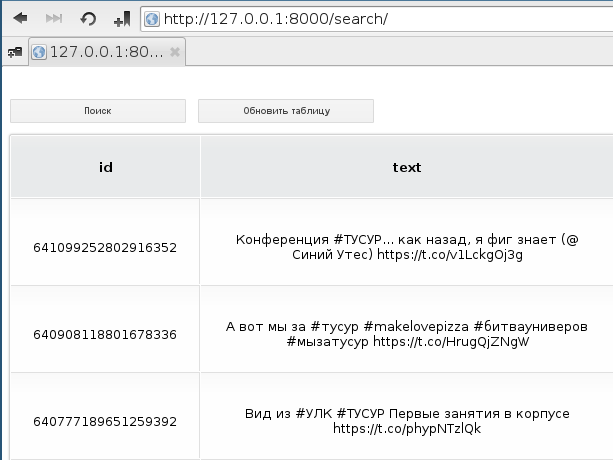 http://127.0.0.1:8000/search/
127.0.0.1:80...
Поиск
Обновить таблицу
id
text
641099252802916352
Конференция #ТУСУР... как назад, я фиг знает (@
Синий Утес) https://t.co/v1LckgOj3g
640908118801678336
А вот мы за #тусур #makelovepizza #битвауниверов
#мызатусур https://t.co/HrugQjZNgW
640777189651259392
Вид из #УЛК #ТУСУР Первые занятия в корпусе
https://t.co/phypNTzlQk